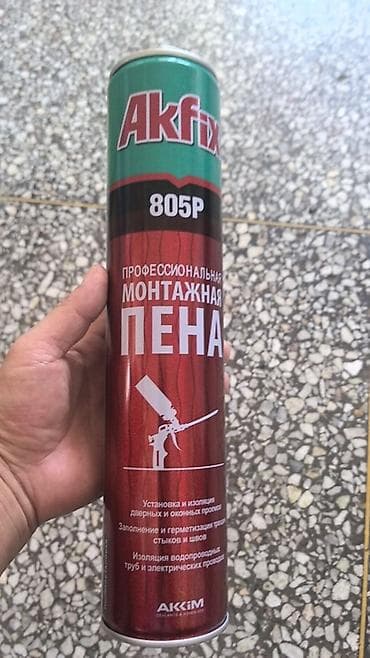 Akfix
805P
ПРОФЕССИОНАЛЬНАЯ
МОНТАЖНАЯ
ПЕНА
Установка и изоляция
дверных и оконных проемов
Заполнение и герметизация трещин,
стыков и швов
Изоляция водопроводных
труб и электрических проводов
AKKİM